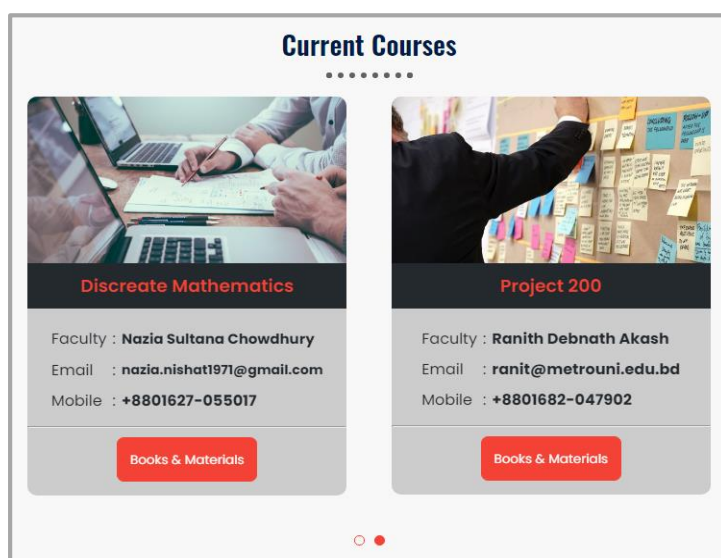 Current Courses
Discreate Mathematics
Faculty : Nazia Sultana Chowdhury
Email : nazia.nishat1971@gmail.com
Mobile : +8801627-055017
Books & Materials
Project 200
Faculty : Ranith Debnath Akash
Email : ranit@metrouni.edu.bd
Mobile : +8801682-047902
Books & Materials